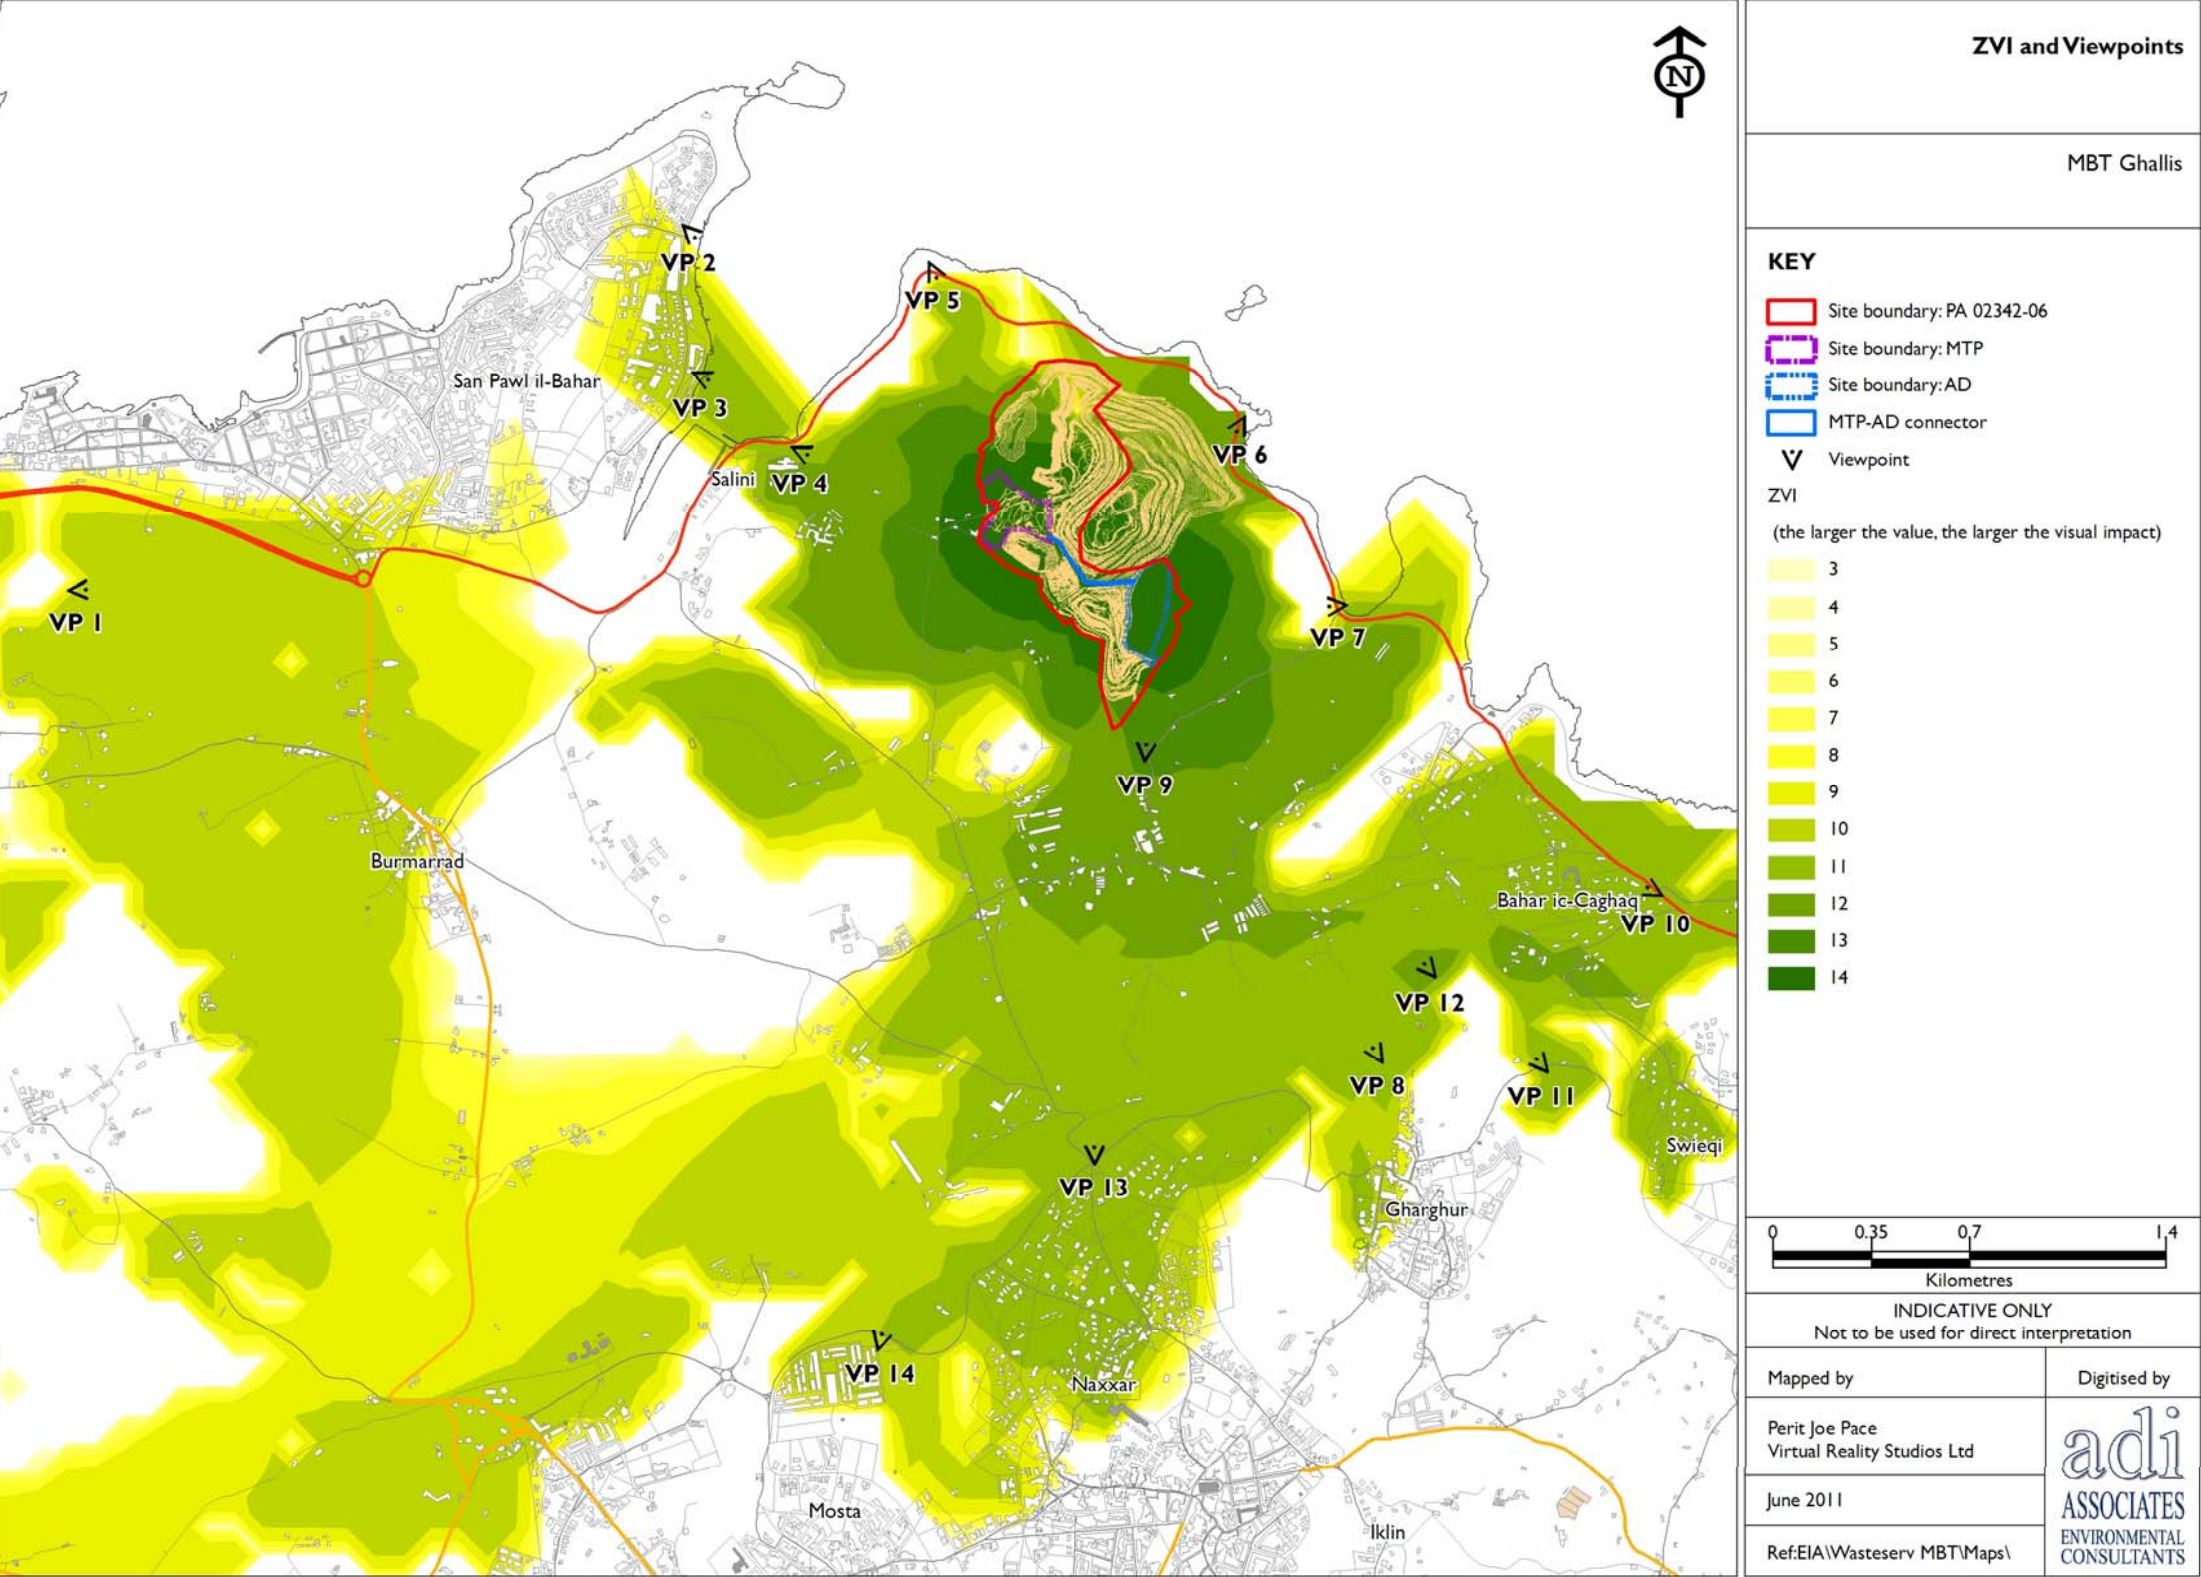 N
VP 2
VP 5
San Pawl il-Bahar
VP 3
VP 6
Salini
VP 4
VP 1
VP 7
VP 9
Burmarrad
Bahar ic-Caghaq
VP 10
VP 12
VP 8
VP 11
Swieqi
VP 13
Gharghur
VP 14
Naxxar
Mosta
Iklin
ZVI and Viewpoints
MBT Ghallis
KEY
Site boundary: PA 02342-06
Site boundary: MTP
Site boundary: AD
MTP-AD connector
Viewpoint
ZVI
(the larger the value, the larger the visual impact)
3
4
5
6
7
8
9
10
11
12
13
14
0 0.35 0.7 1.4
Kilometres
INDICATIVE ONLY
Not to be used for direct interpretation
Mapped by
Perit Joe Pace
Virtual Reality Studios Ltd
June 2011
Ref:EIA\Wasteserv MBT\Maps\
Digitised by
adi
ASSOCIATES
ENVIRONMENTAL
CONSULTANTS